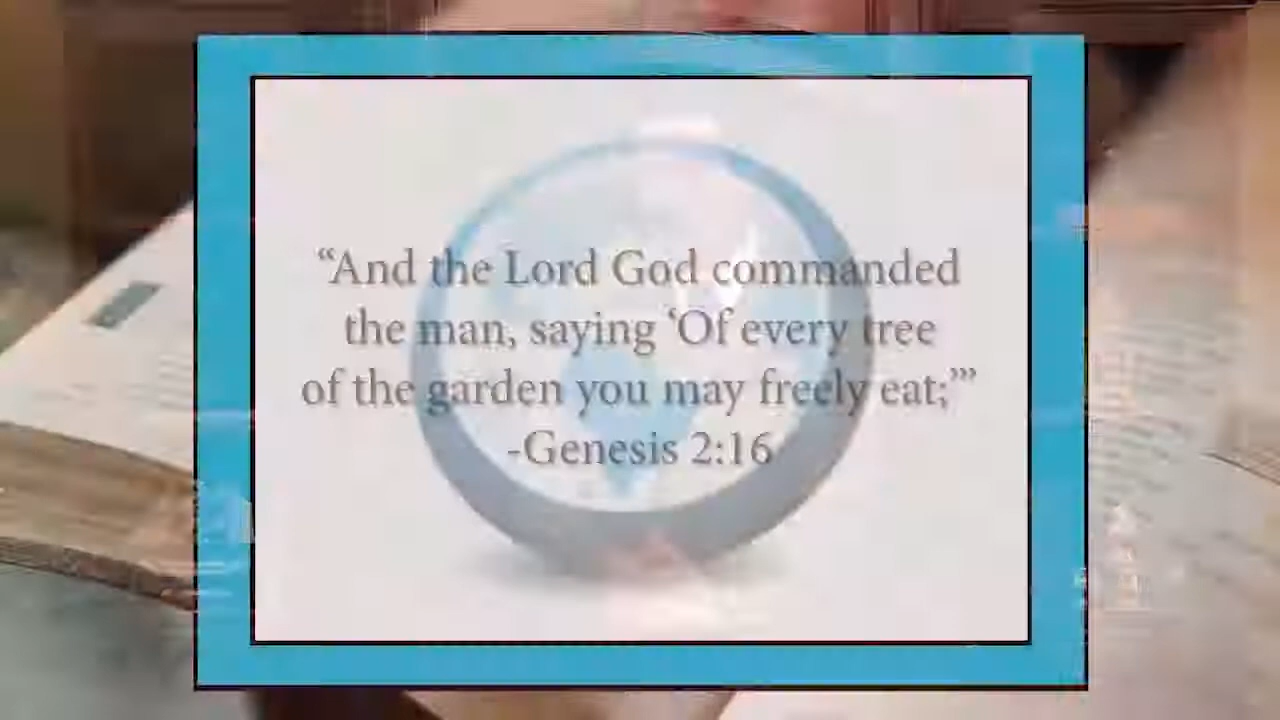 “And the Lord God commanded
the man, saying ‘Of every tree
of the garden you may freely eat;’”
-Genesis 2:16